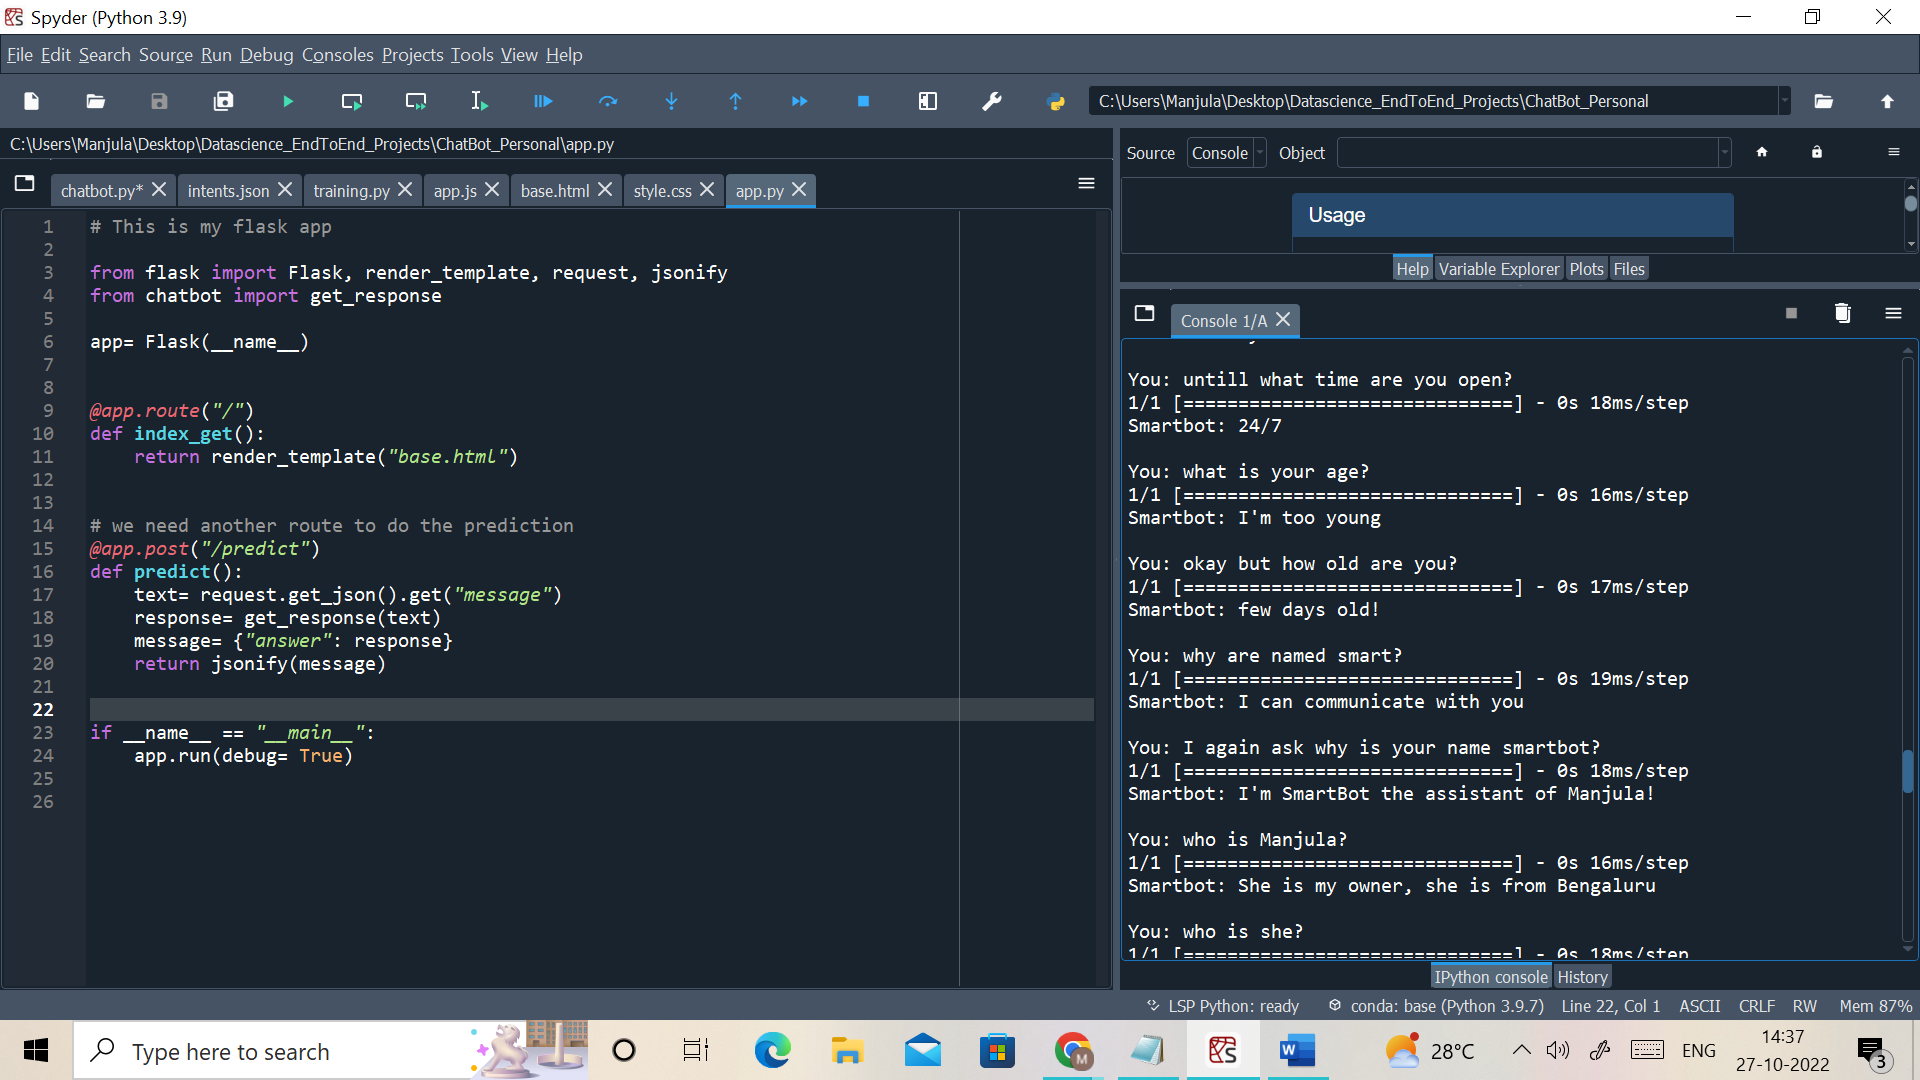 Spyder (Python 3.9)
File Edit Search Source Run Debug Consoles Projects Tools View Help
C:\Users\Manjula\Desktop\Datascience_EndToEnd_Projects\ChatBot_Personal
C:\Users\Manjula\Desktop\Datascience_EndToEnd_Projects\ChatBot_Personal\app.py
chatbot.py* intents.json training.py app.js base.html style.css app.py
1 # This is my flask app
2
3 from flask import Flask, render_template, request, jsonify
4 from chatbot import get_response
5
6 app= Flask(__name__)
7
8
9 @app.route("/")
10 def index_get():
11     return render_template("base.html")
12
13
14 # we need another route to do the prediction
15 @app.post("/predict")
16 def predict():
17     text= request.get_json().get("message")
18     response= get_response(text)
19     message= {"answer": response}
20     return jsonify(message)
21
22
23 if __name__ == "__main__":
24     app.run(debug= True)
25
26
Source Console Object
Usage
Help Variable Explorer Plots Files
Console 1/A
You: untill what time are you open?
1/1 [==============================] - 0s 18ms/step
Smartbot: 24/7
You: what is your age?
1/1 [==============================] - 0s 16ms/step
Smartbot: I'm too young
You: okay but how old are you?
1/1 [==============================] - 0s 17ms/step
Smartbot: few days old!
You: why are named smart?
1/1 [==============================] - 0s 19ms/step
Smartbot: I can communicate with you
You: I again ask why is your name smartbot?
1/1 [==============================] - 0s 18ms/step
Smartbot: I'm SmartBot the assistant of Manjula!
You: who is Manjula?
1/1 [==============================] - 0s 16ms/step
Smartbot: She is my owner, she is from Bengaluru
You: who is she?
1/1 [==============================] - 0s 18ms/step
IPython console History
LSP Python: ready conda: base (Python 3.9.7) Line 22, Col 1 ASCII CRLF RW Mem 87%
Type here to search
M
W
28°C
ENG
14:37
27-10-2022
3